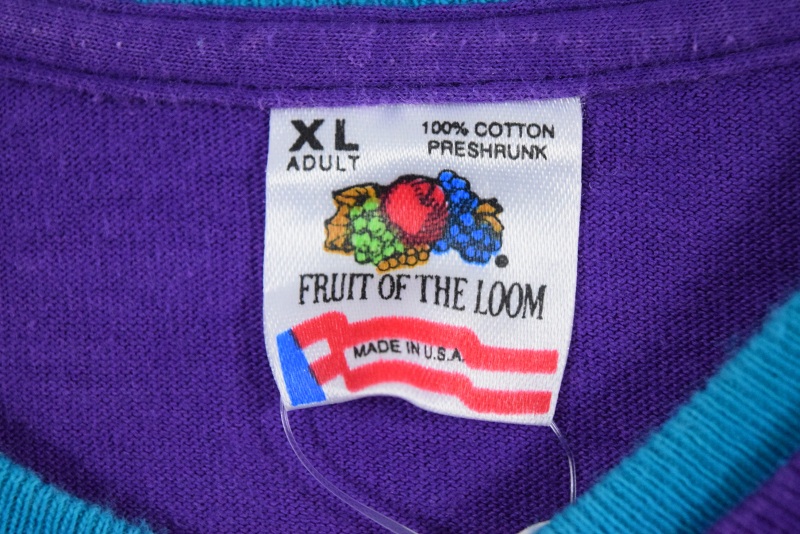 XL
ADULT
100% COTTON
PRESHRUNK
FRUIT OF THE LOOM
MADE IN U.S.A.